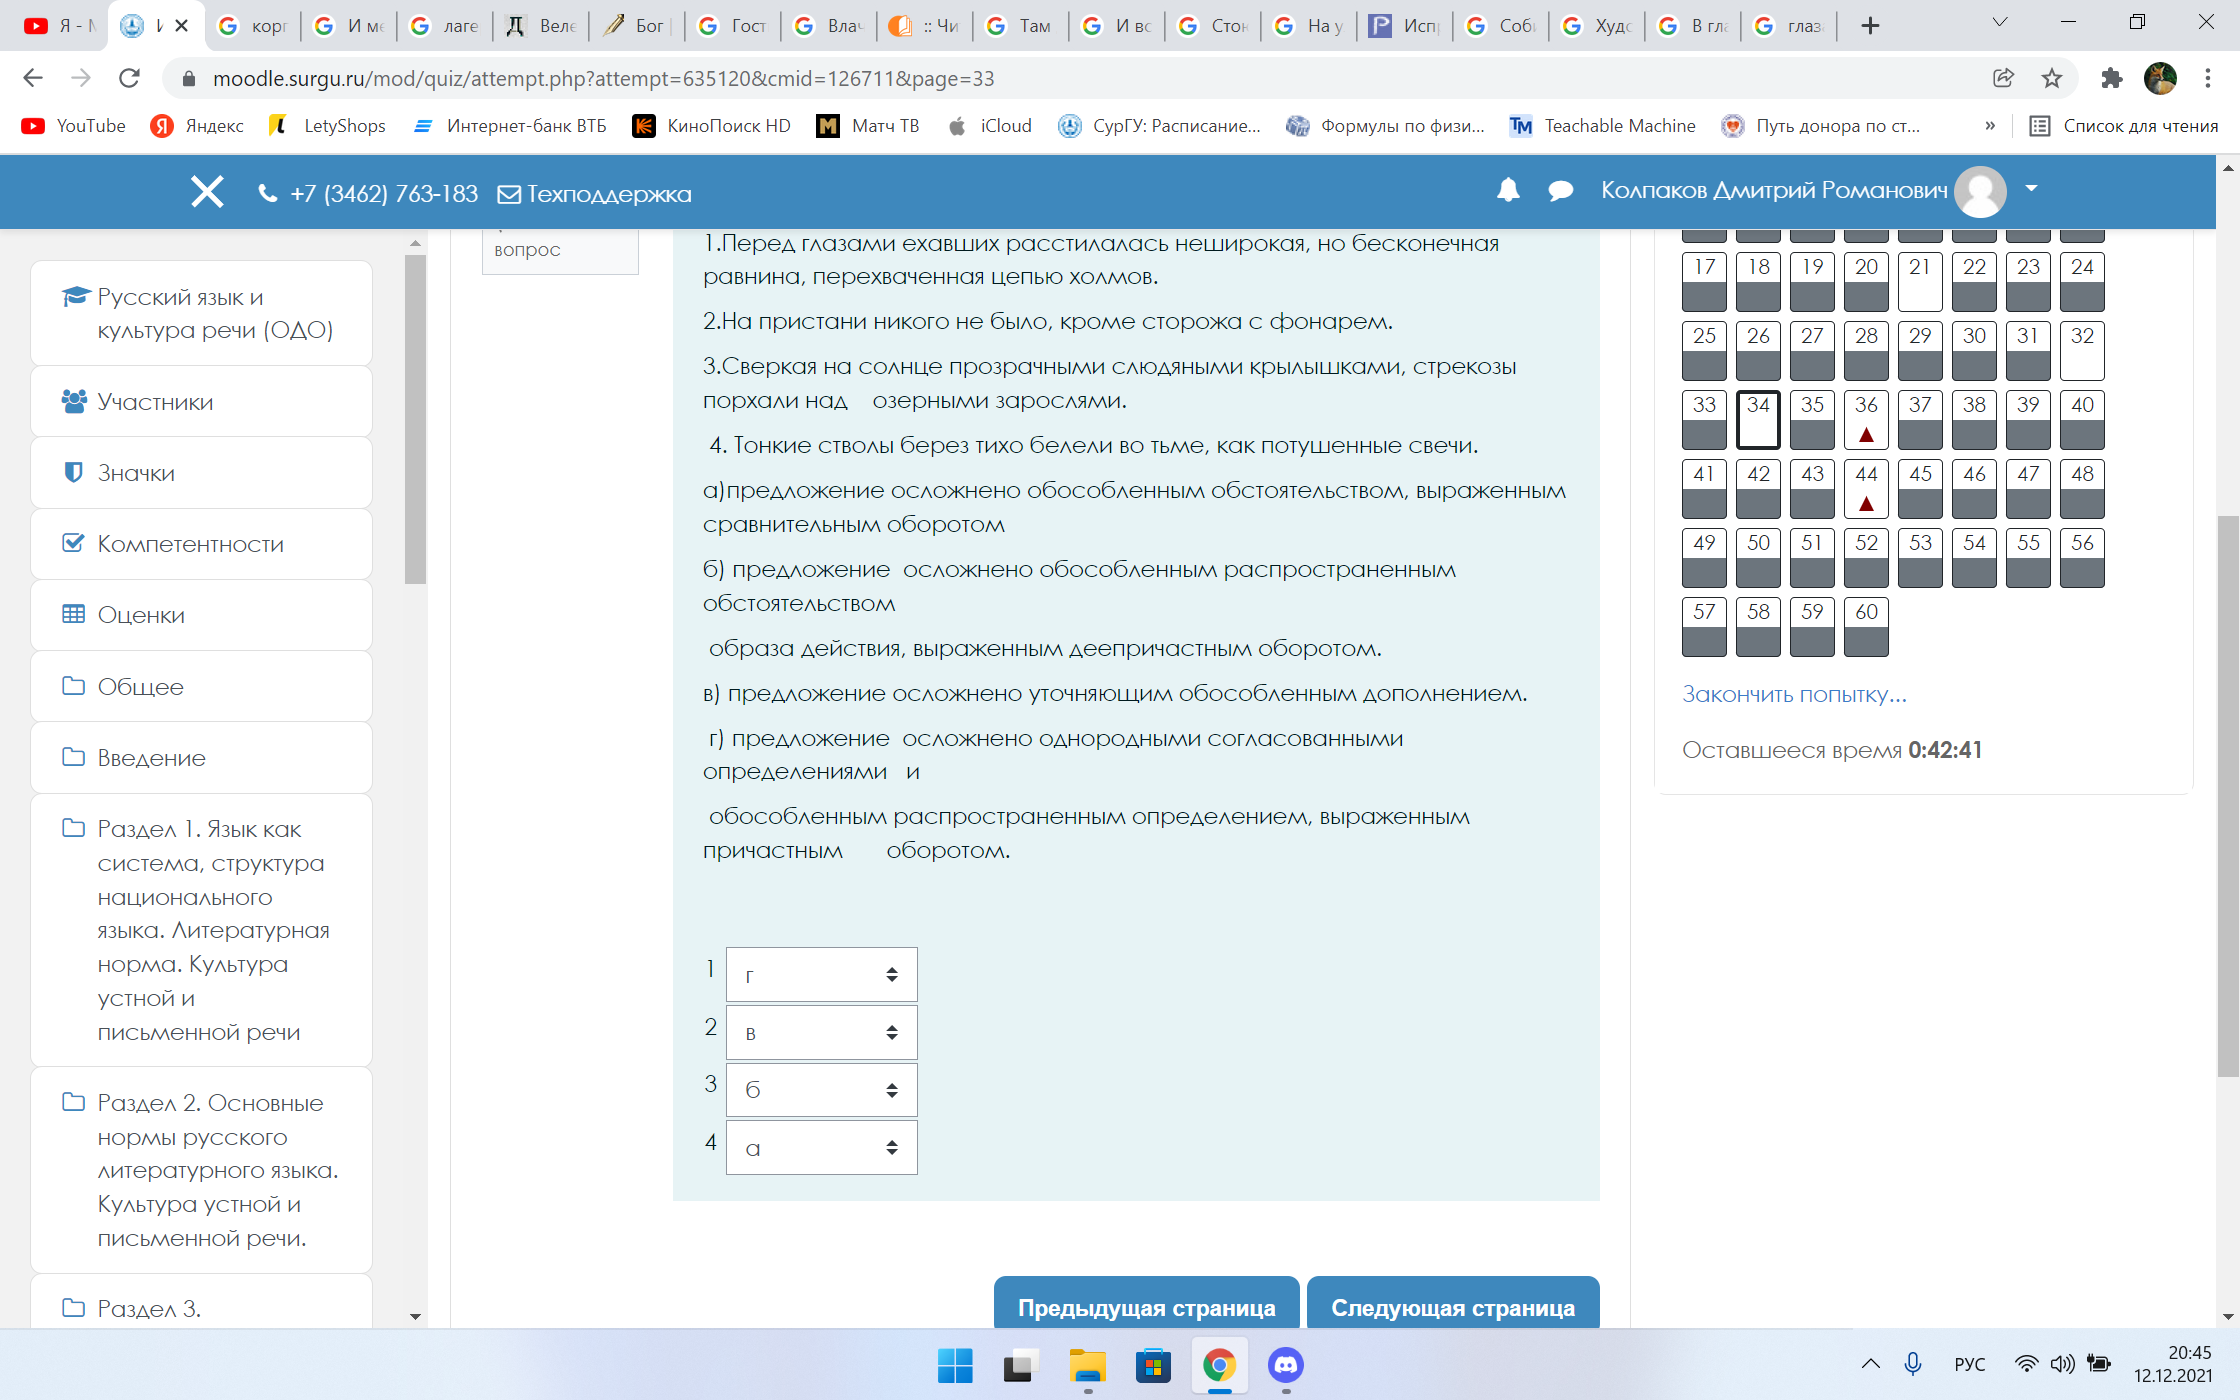 Я - М
И
корг
И ме
лаге
Веле
Бог
Гост
Влач
:: Чи
Там
И вс
Сток
На у
Исп
Соб
Худс
В гла
глаз
moodle.surgu.ru/mod/quiz/attempt.php?attempt=635120&cmid=126711&page=33
YouTube
Яндекс
LetyShops
Интернет-банк ВТБ
КиноПоиск HD
Матч ТВ
iCloud
СурГУ: Расписание...
Формулы по физи...
Teachable Machine
Путь донора по ст...
»
Список для чтения
+7 (3462) 763-183 Техподдержка
Колпаков Дмитрий Романович
Русский язык и
культура речи (ОДО)
Участники
Значки
Компетентности
Оценки
Общее
Введение
Раздел 1. Язык как
система, структура
национального
языка. Литературная
норма. Культура
устной и
письменной речи
Раздел 2. Основные
нормы русского
литературного языка.
Культура устной и
письменной речи.
Раздел 3.
вопрос
1.Перед глазами ехавших расстилалась неширокая, но бесконечная
равнина, перехваченная цепью холмов.
2.На пристани никого не было, кроме сторожа с фонарем.
3.Сверкая на солнце прозрачными слюдяными крылышками, стрекозы
порхали над озерными зарослями.
4. Тонкие стволы берез тихо белели во тьме, как потушенные свечи.
а)предложение осложнено обособленным обстоятельством, выраженным
сравнительным оборотом
б) предложение осложнено обособленным распространенным
обстоятельством
образа действия, выраженным деепричастным оборотом.
в) предложение осложнено уточняющим обособленным дополнением.
г) предложение осложнено однородными согласованными
определениями и
обособленным распространенным определением, выраженным
причастным оборотом.
1 г
2 в
3 б
4 а
Предыдущая страница
Следующая страница
17 18 19 20 21 22 23 24
25 26 27 28 29 30 31 32
33 34 35 36 37 38 39 40
41 42 43 44 45 46 47 48
49 50 51 52 53 54 55 56
57 58 59 60
Закончить попытку...
Оставшееся время 0:42:41
РУС
20:45
12.12.2021